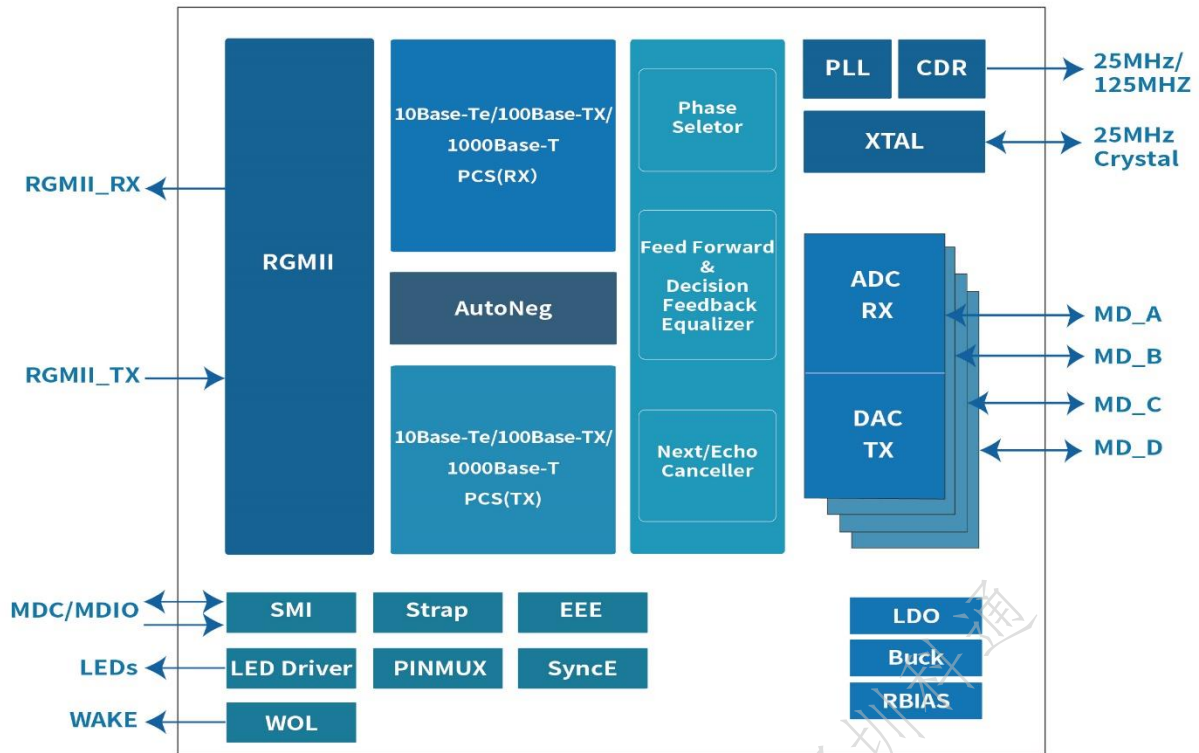 PLL
CDR
25MHz/
125MHZ
XTAL
25MHz
Crystal
10Base-Te/100Base-TX/
1000Base-T
PCS(RX)
Phase
Seletor
RGMII_RX
RGMII
AutoNeg
Feed Forward
&
Decision
Feedback
Equalizer
ADC
RX
MD_A
MD_B
RGMII_TX
10Base-Te/100Base-TX/
1000Base-T
PCS(TX)
Next/Echo
Canceller
DAC
TX
MD_C
MD_D
MDC/MDIO
SMI
Strap
EEE
LDO
LEDs
LED Driver
PINMUX
SyncE
Buck
WAKE
WOL
RBIAS
圳科通